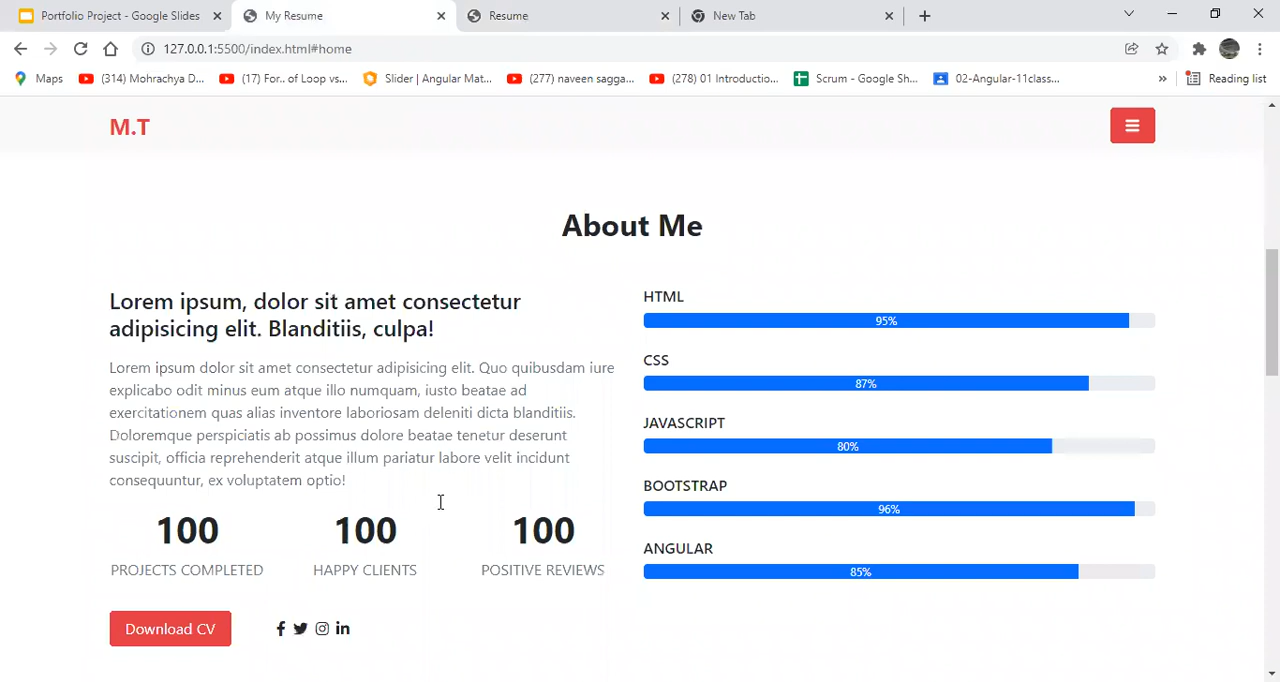 Portfolio Project - Google Slides
My Resume
Resume
New Tab
127.0.0.1:5500/index.html#home
Maps
(314) Mohrachya D...
(17) For.. of Loop vs...
Slider | Angular Mat...
(277) naveen sagga...
(278) 01 Introductio...
Scrum - Google Sh...
02-Angular-11class...
»
Reading list
M.T
About Me
Lorem ipsum, dolor sit amet consectetur
adipisicing elit. Blanditiis, culpa!
Lorem ipsum dolor sit amet consectetur adipisicing elit. Quo quibusdam iure
explicabo odit minus eum atque illo numquam, iusto beatae ad
exercitationem quas alias inventore laboriosam deleniti dicta blanditiis.
Doloremque perspiciatis ab possimus dolore beatae tenetur deserunt
suscipit, officia reprehenderit atque illum pariatur labore velit incidunt
consequuntur, ex voluptatem optio!
100 100 100
PROJECTS COMPLETED HAPPY CLIENTS POSITIVE REVIEWS
Download CV
HTML
95%
CSS
87%
JAVASCRIPT
80%
BOOTSTRAP
96%
ANGULAR
85%